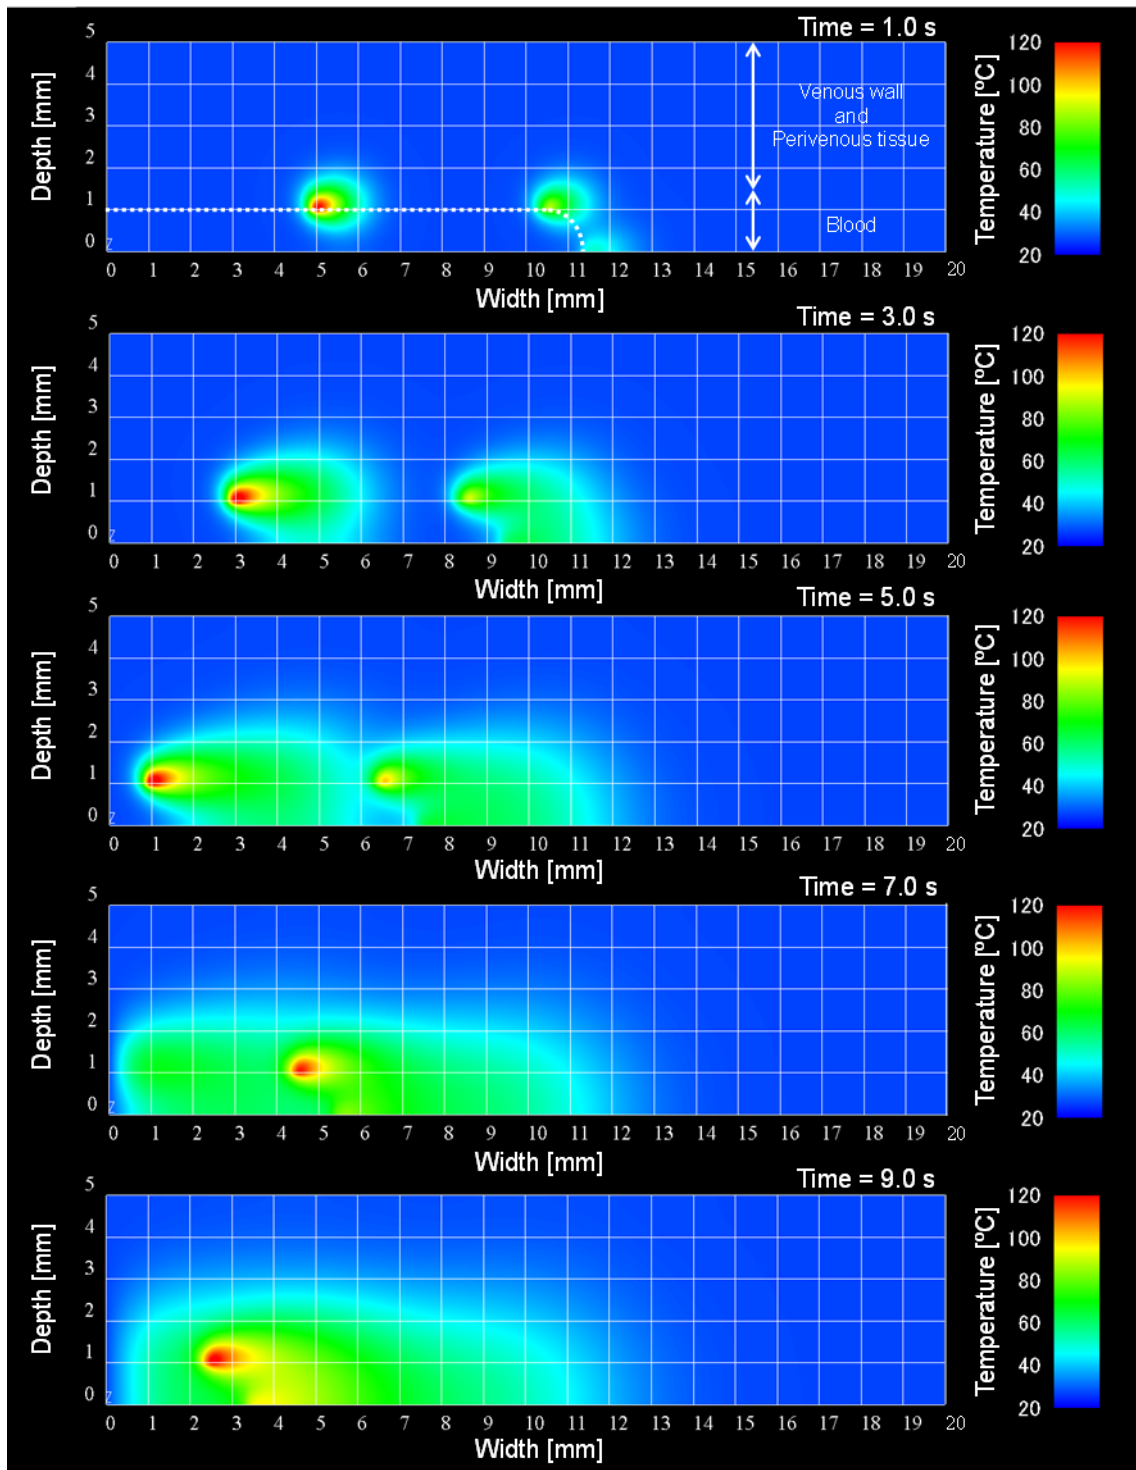 Time = 1.0 s
5
4
3
2
1
0
Z
Depth [mm]
Venous wall
and
Perivenous tissue
Blood
0 1 2 3 4 5 6 7 8 9 10 11 12 13 14 15 16 17 18 19 20
Width [mm]
Temperature [ºC]
120
100
80
60
40
20
Time = 3.0 s
5
4
3
2
1
0
Z
Depth [mm]
0 1 2 3 4 5 6 7 8 9 10 11 12 13 14 15 16 17 18 19 20
Width [mm]
Temperature [ºC]
120
100
80
60
40
20
Time = 5.0 s
5
4
3
2
1
0
Z
Depth [mm]
0 1 2 3 4 5 6 7 8 9 10 11 12 13 14 15 16 17 18 19 20
Width [mm]
Temperature [ºC]
120
100
80
60
40
20
Time = 7.0 s
5
4
3
2
1
0
Z
Depth [mm]
0 1 2 3 4 5 6 7 8 9 10 11 12 13 14 15 16 17 18 19 20
Width [mm]
Temperature [ºC]
120
100
80
60
40
20
Time = 9.0 s
5
4
3
2
1
0
Z
Depth [mm]
0 1 2 3 4 5 6 7 8 9 10 11 12 13 14 15 16 17 18 19 20
Width [mm]
Temperature [ºC]
120
100
80
60
40
20